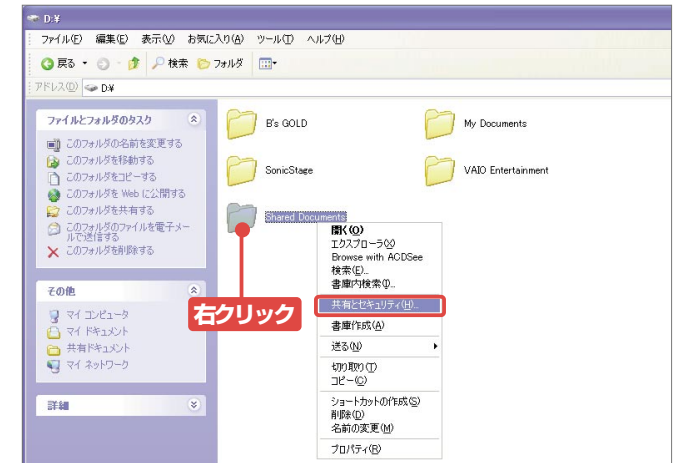 D:¥
ファイル(F) 編集(E) 表示(V) お気に入り(A) ツール(T) ヘルプ(H)
戻る 検索 フォルダ
アドレス(D) D:¥
ファイルとフォルダのタスク
このフォルダの名前を変更する
このフォルダを移動する
このフォルダをコピーする
このフォルダを Web に公開する
このフォルダを共有する
このフォルダのファイルを電子メー
ルで送信する
このフォルダを削除する
その他
マイ コンピュータ
マイ ドキュメント
共有ドキュメント
マイ ネットワーク
詳細
B's GOLD
My Documents
SonicStage
VAIO Entertainment
Shared Documents
右クリック
開く(O)
エクスプローラ(X)
Browse with ACDSee
検索(E)...
書庫内検索(I)...
共有とセキュリティ(H)...
書庫作成(A)
送る(N)
切り取り(T)
コピー(C)
ショートカットの作成(S)
削除(D)
名前の変更(M)
プロパティ(R)